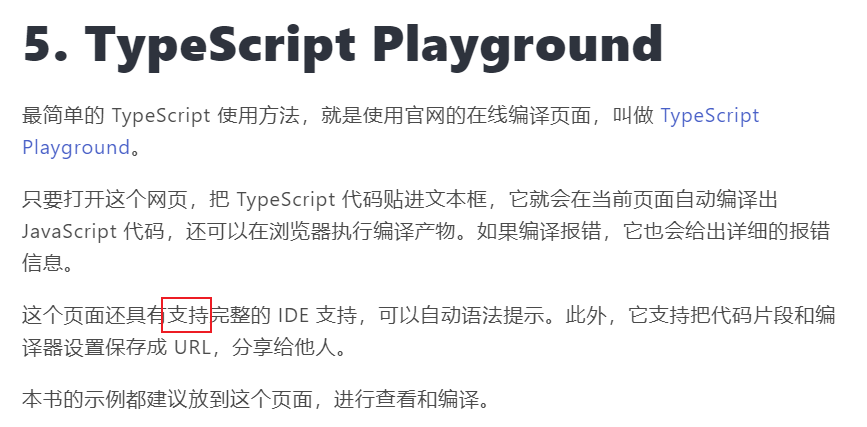 5. TypeScript Playground
最简单的 TypeScript 使用方法，就是使用官网的在线编译页面，叫做 TypeScript
Playground。
只要打开这个网页，把 TypeScript 代码贴进文本框，它就会在当前页面自动编译出
JavaScript 代码，还可以在浏览器执行编译产物。如果编译报错，它也会给出详细的报错
信息。
这个页面还具有支持完整的 IDE 支持，可以自动语法提示。此外，它支持把代码片段和编
译器设置保存成 URL，分享给他人。
本书的示例都建议放到这个页面，进行查看和编译。